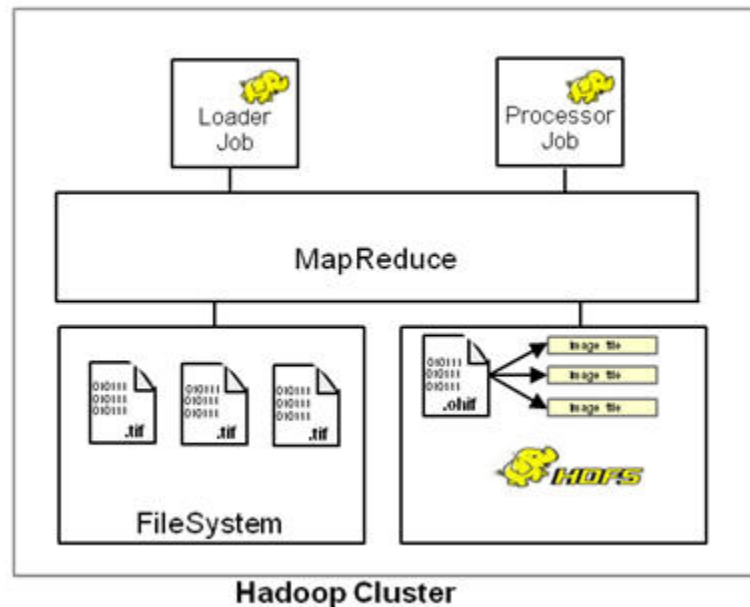 Loader
Job
Processor
Job
MapReduce
010111
010111
010111
.tif
010111
010111
010111
.tif
010111
010111
010111
.tif
FileSystem
010111
010111
010111
.ohif
Image file
Image file
Image file
HDFS
Hadoop Cluster